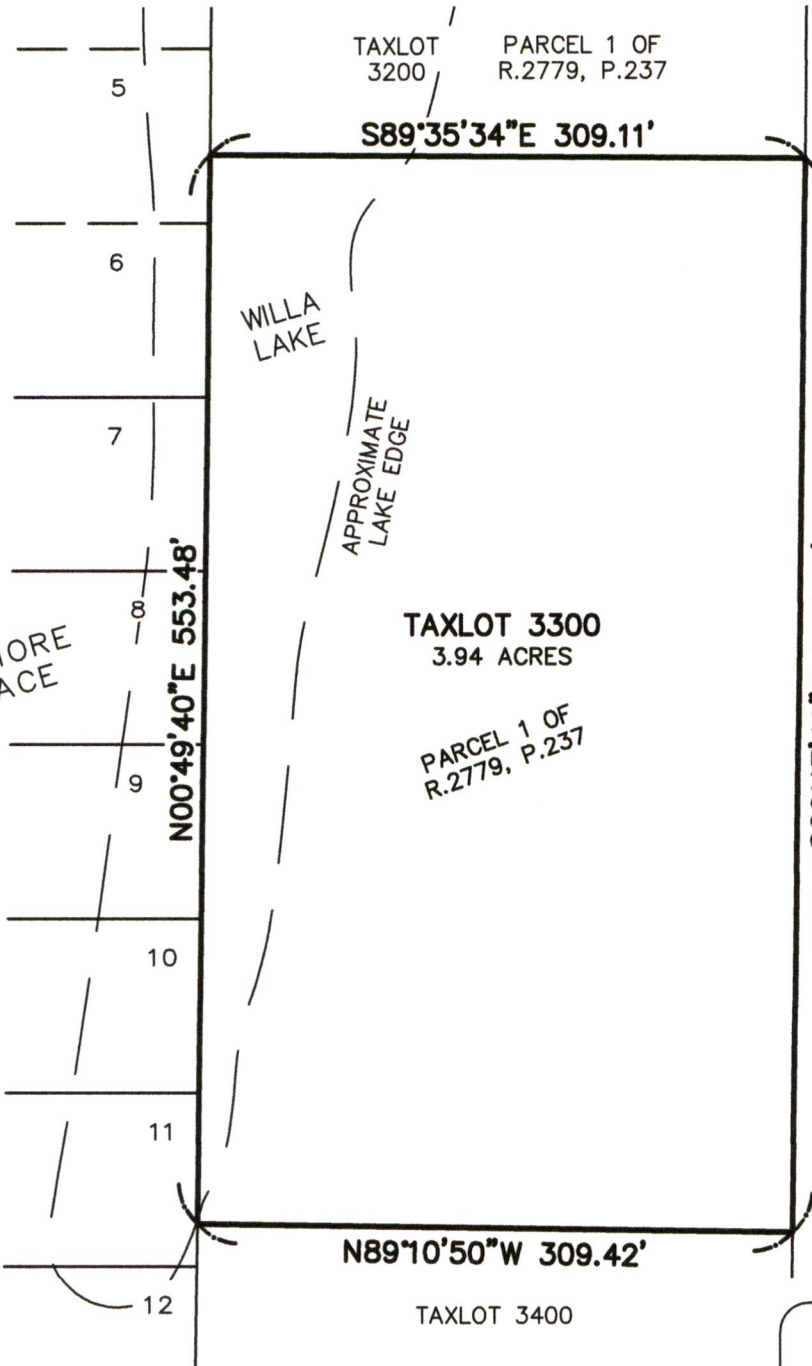 TAXLOT
3200
PARCEL 1 OF
R.2779, P.237
5
S89°35'34"E 309.11'
6
WILLA
LAKE
7
APPROXIMATE
LAKE EDGE
N00°49'40"E 553.48'
8
TAXLOT 3300
3.94 ACRES
PARCEL 1 OF
R.2779, P.237
9
10
11
N89°10'50"W 309.42'
12
TAXLOT 3400